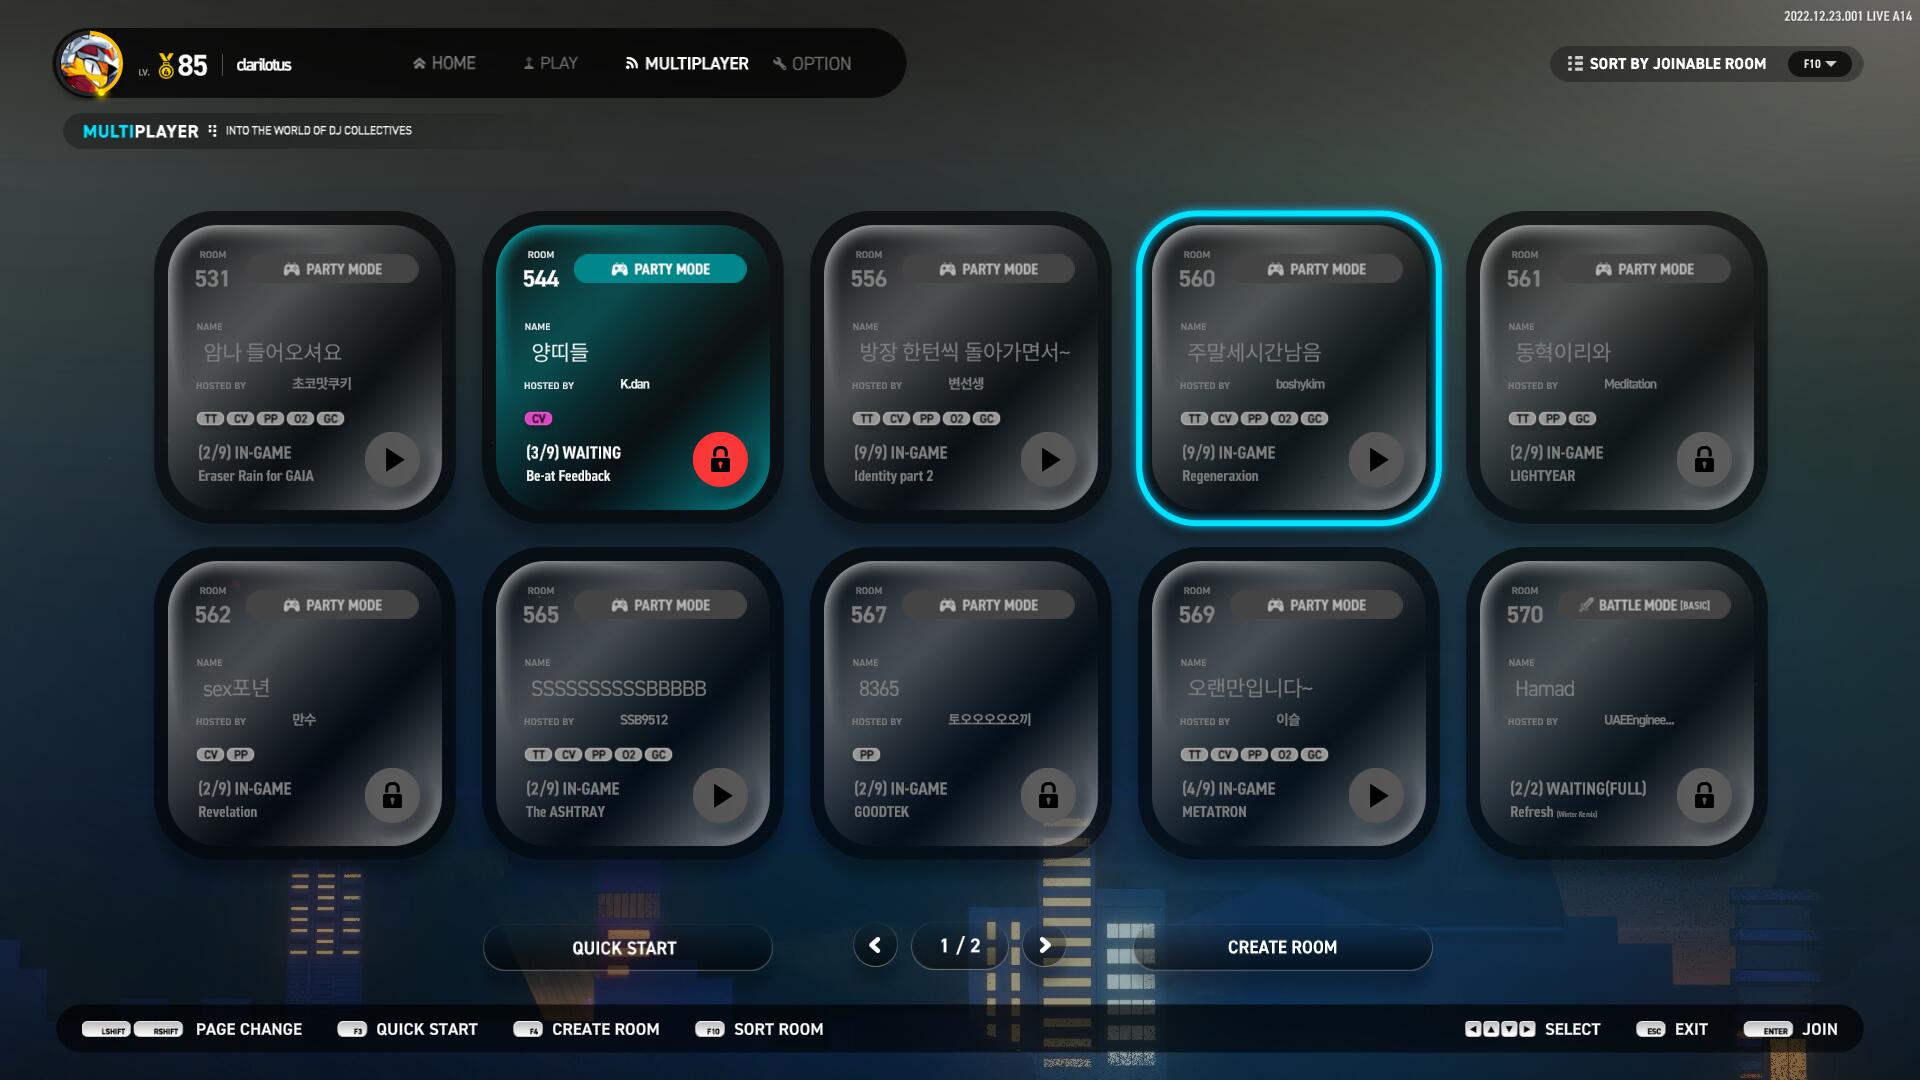 2022.12.23.001 LIVE A14
LV. 85 clarilotus
HOME PLAY MULTIPLAYER OPTION
SORT BY JOINABLE ROOM F10
MULTIPLAYER INTO THE WORLD OF DJ COLLECTIVES
ROOM
531 PARTY MODE
NAME
암나 들어오셔요
HOSTED BY 초코맛쿠키
TT CV PP O2 GC
(2/9) IN-GAME
Eraser Rain for GAIA
ROOM
544 PARTY MODE
NAME
양띠들
HOSTED BY K.dan
CV
(3/9) WAITING
Be-at Feedback
ROOM
556 PARTY MODE
NAME
방장 한턴씩 돌아가면서~
HOSTED BY 변선생
TT CV PP O2 GC
(9/9) IN-GAME
Identity part 2
ROOM
560 PARTY MODE
NAME
주말세시간남음
HOSTED BY boshykim
TT CV PP O2 GC
(9/9) IN-GAME
Regeneraxion
ROOM
561 PARTY MODE
NAME
동혁이리와
HOSTED BY Meditation
TT PP GC
(2/9) IN-GAME
LIGHTYEAR
ROOM
562 PARTY MODE
NAME
sex포년
HOSTED BY 만수
CV PP
(2/9) IN-GAME
Revelation
ROOM
565 PARTY MODE
NAME
SSSSSSSSSSBBBBB
HOSTED BY SSB9512
TT CV PP O2 GC
(2/9) IN-GAME
The ASHTRAY
ROOM
567 PARTY MODE
NAME
8365
HOSTED BY 토오오오오오끼
PP
(2/9) IN-GAME
GOODTEK
ROOM
569 PARTY MODE
NAME
오랜만입니다~
HOSTED BY 이슬
TT CV PP O2 GC
(4/9) IN-GAME
METATRON
ROOM
570 BATTLE MODE [BASIC]
NAME
Hamad
HOSTED BY UAEEnginee...
(2/2) WAITING(FULL)
Refresh (Winter Remix)
QUICK START 1 / 2 CREATE ROOM
LSHIFT RSHIFT PAGE CHANGE F3 QUICK START F4 CREATE ROOM F10 SORT ROOM SELECT ESC EXIT ENTER JOIN